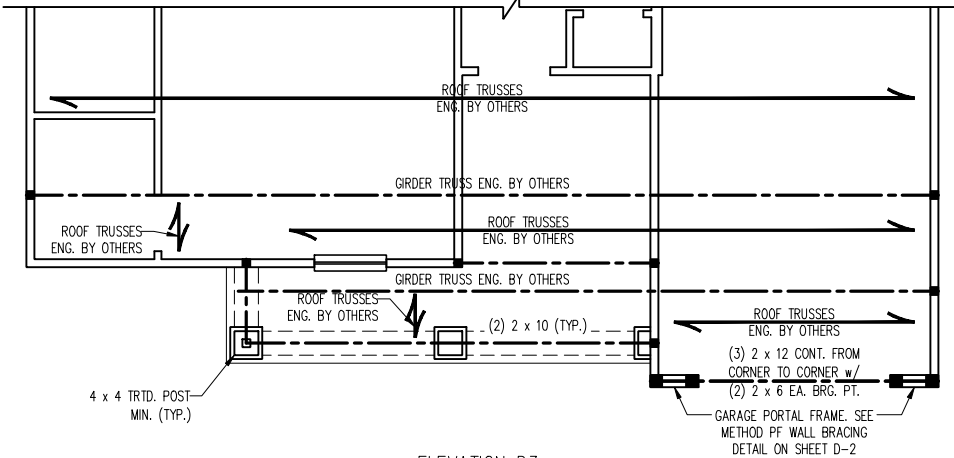 ROOF TRUSSES
ENG. BY OTHERS
GIRDER TRUSS ENG. BY OTHERS
ROOF TRUSSES
ENG. BY OTHERS
ROOF TRUSSES
ENG. BY OTHERS
GIRDER TRUSS ENG. BY OTHERS
ROOF TRUSSES
ENG. BY OTHERS
(2) 2 x 10 (TYP.)
ROOF TRUSSES
ENG. BY OTHERS
(3) 2 x 12 CONT. FROM
CORNER TO CORNER w/
(2) 2 x 6 EA. BRG. PT.
4 x 4 TRTD. POST
MIN. (TYP.)
GARAGE PORTAL FRAME. SEE
METHOD PF WALL BRACING
DETAIL ON SHEET D-2
ELEVATION